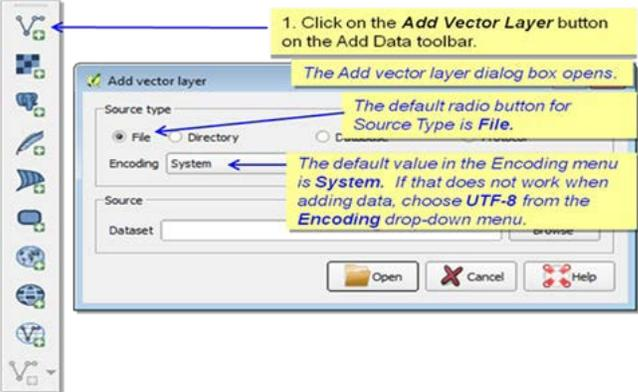 1. Click on the Add Vector Layer button
on the Add Data toolbar.
The Add vector layer dialog box opens.
Add vector layer
Source type
The default radio button for
Source Type is File.
File
Directory
Encoding
System
The default value in the Encoding menu
is System. If that does not work when
adding data, choose UTF-8 from the
Encoding drop-down menu.
Source
Dataset
Open
Cancel
Help